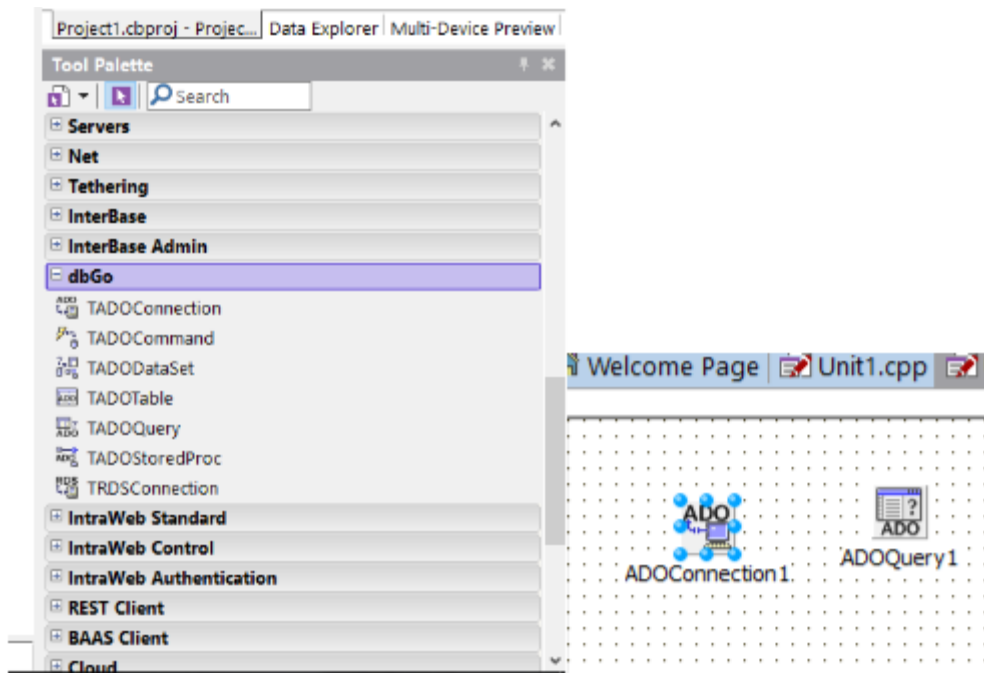 Project1.cbproj - Projec... Data Explorer Multi-Device Preview
Tool Palette
Search
Servers
Net
Tethering
InterBase
InterBase Admin
dbGo
TADOConnection
TADOCommand
TADODataSet
TADOTable
TADOQuery
TADOStoredProc
TRDSConnection
IntraWeb Standard
IntraWeb Control
IntraWeb Authentication
REST Client
BAAS Client
Cloud
Welcome Page Unit1.cpp
ADO
ADOConnection1
ADO
ADOQuery1